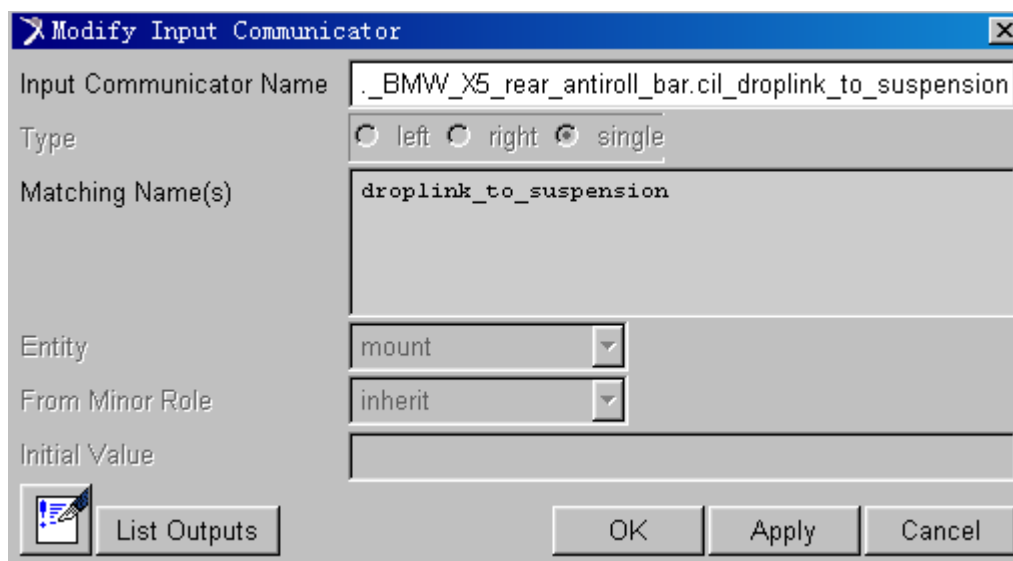 Modify Input Communicator
Input Communicator Name ._BMW_X5_rear_antiroll_bar.cil_droplink_to_suspension
Type left right single
Matching Name(s) droplink_to_suspension
Entity mount
From Minor Role inherit
Initial Value
List Outputs OK Apply Cancel